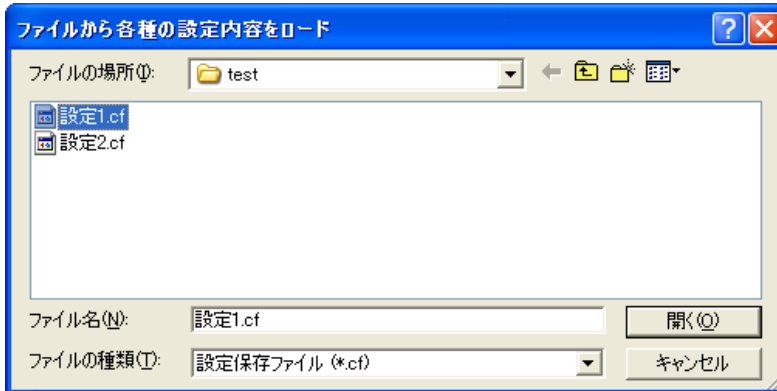 ファイルから各種の設定内容をロード
ファイルの場所(I):
test
設定1.cf
設定2.cf
ファイル名(N):
設定1.cf
開く(O)
ファイルの種類(T):
設定保存ファイル (*.cf)
キャンセル